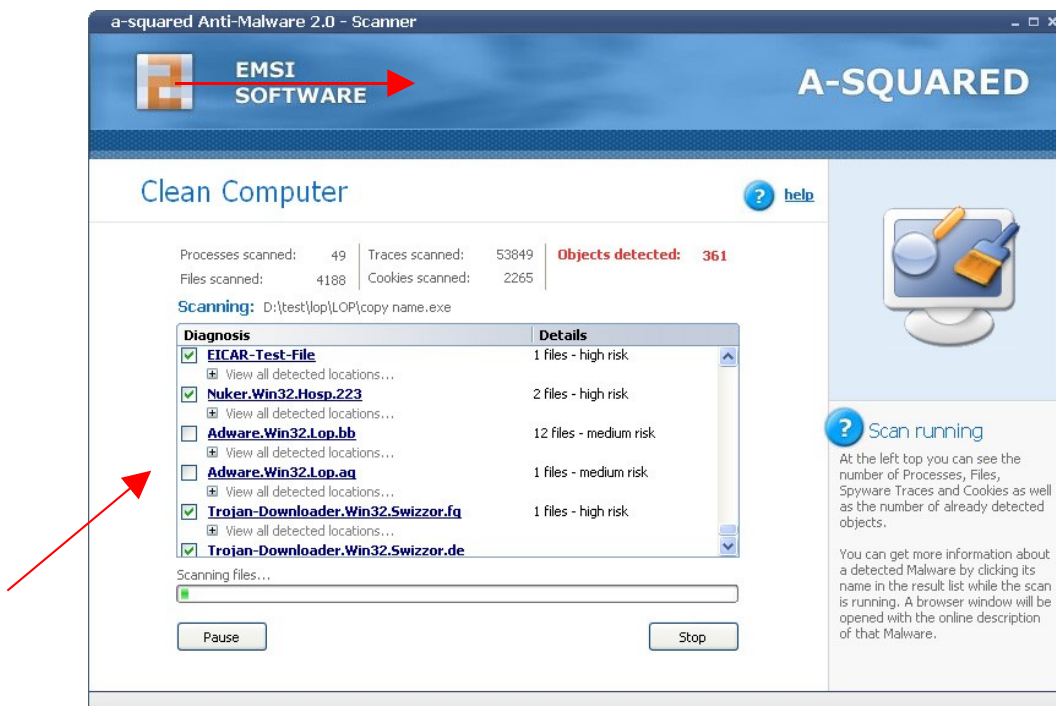 a-squared Anti-Malware 2.0 - Scanner
EMSI
SOFTWARE
A-SQUARED
Clean Computer
? help
Processes scanned: 49 Traces scanned: 53849 Objects detected: 361
Files scanned: 4188 Cookies scanned: 2265
Scanning: D:\test\lop\LOP\copy name.exe
Diagnosis Details
EICAR-Test-File 1 files - high risk
View all detected locations...
Nuker.Win32.Hosp.223 2 files - high risk
View all detected locations...
Adware.Win32.Lop.bb 12 files - medium risk
View all detected locations...
Adware.Win32.Lop.aq 1 files - medium risk
View all detected locations...
Trojan-Downloader.Win32.Swizzor.fq 1 files - high risk
View all detected locations...
Trojan-Downloader.Win32.Swizzor.de
Scanning files...
Pause Stop
? Scan running
At the left top you can see the
number of Processes, Files,
Spyware Traces and Cookies as well
as the number of already detected
objects.
You can get more information about
a detected Malware by clicking its
name in the result list while the scan
is running. A browser window will be
opened with the online description
of that Malware.